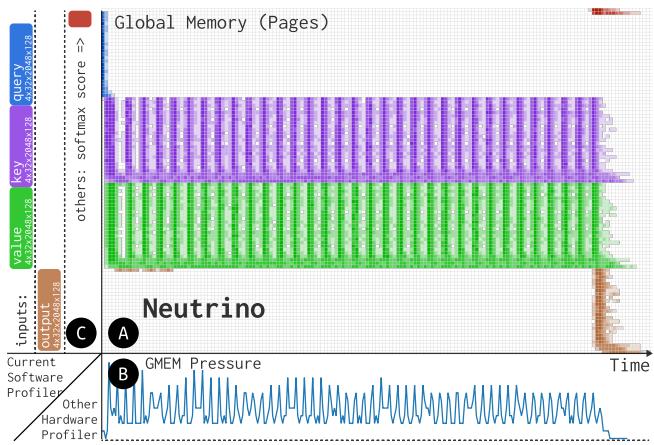 Global Memory (Pages)
others: softmax score =>
query
4x32x2048x128
key
4x32x2048x128
value
4x32x2048x128
inputs:
output
4x32x2048x128
C
A
Neutrino
Time
B
GMEM Pressure
Current
Software
Profiler
Other
Hardware
Profiler